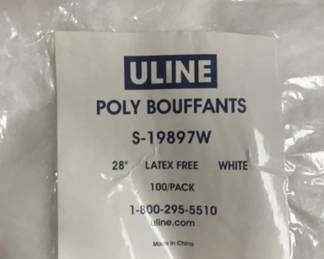 ULINE
POLY BOUFFANTS
S-19897W
28" LATEX FREE WHITE
100/PACK
1-800-295-5510
uline.com
Made in China